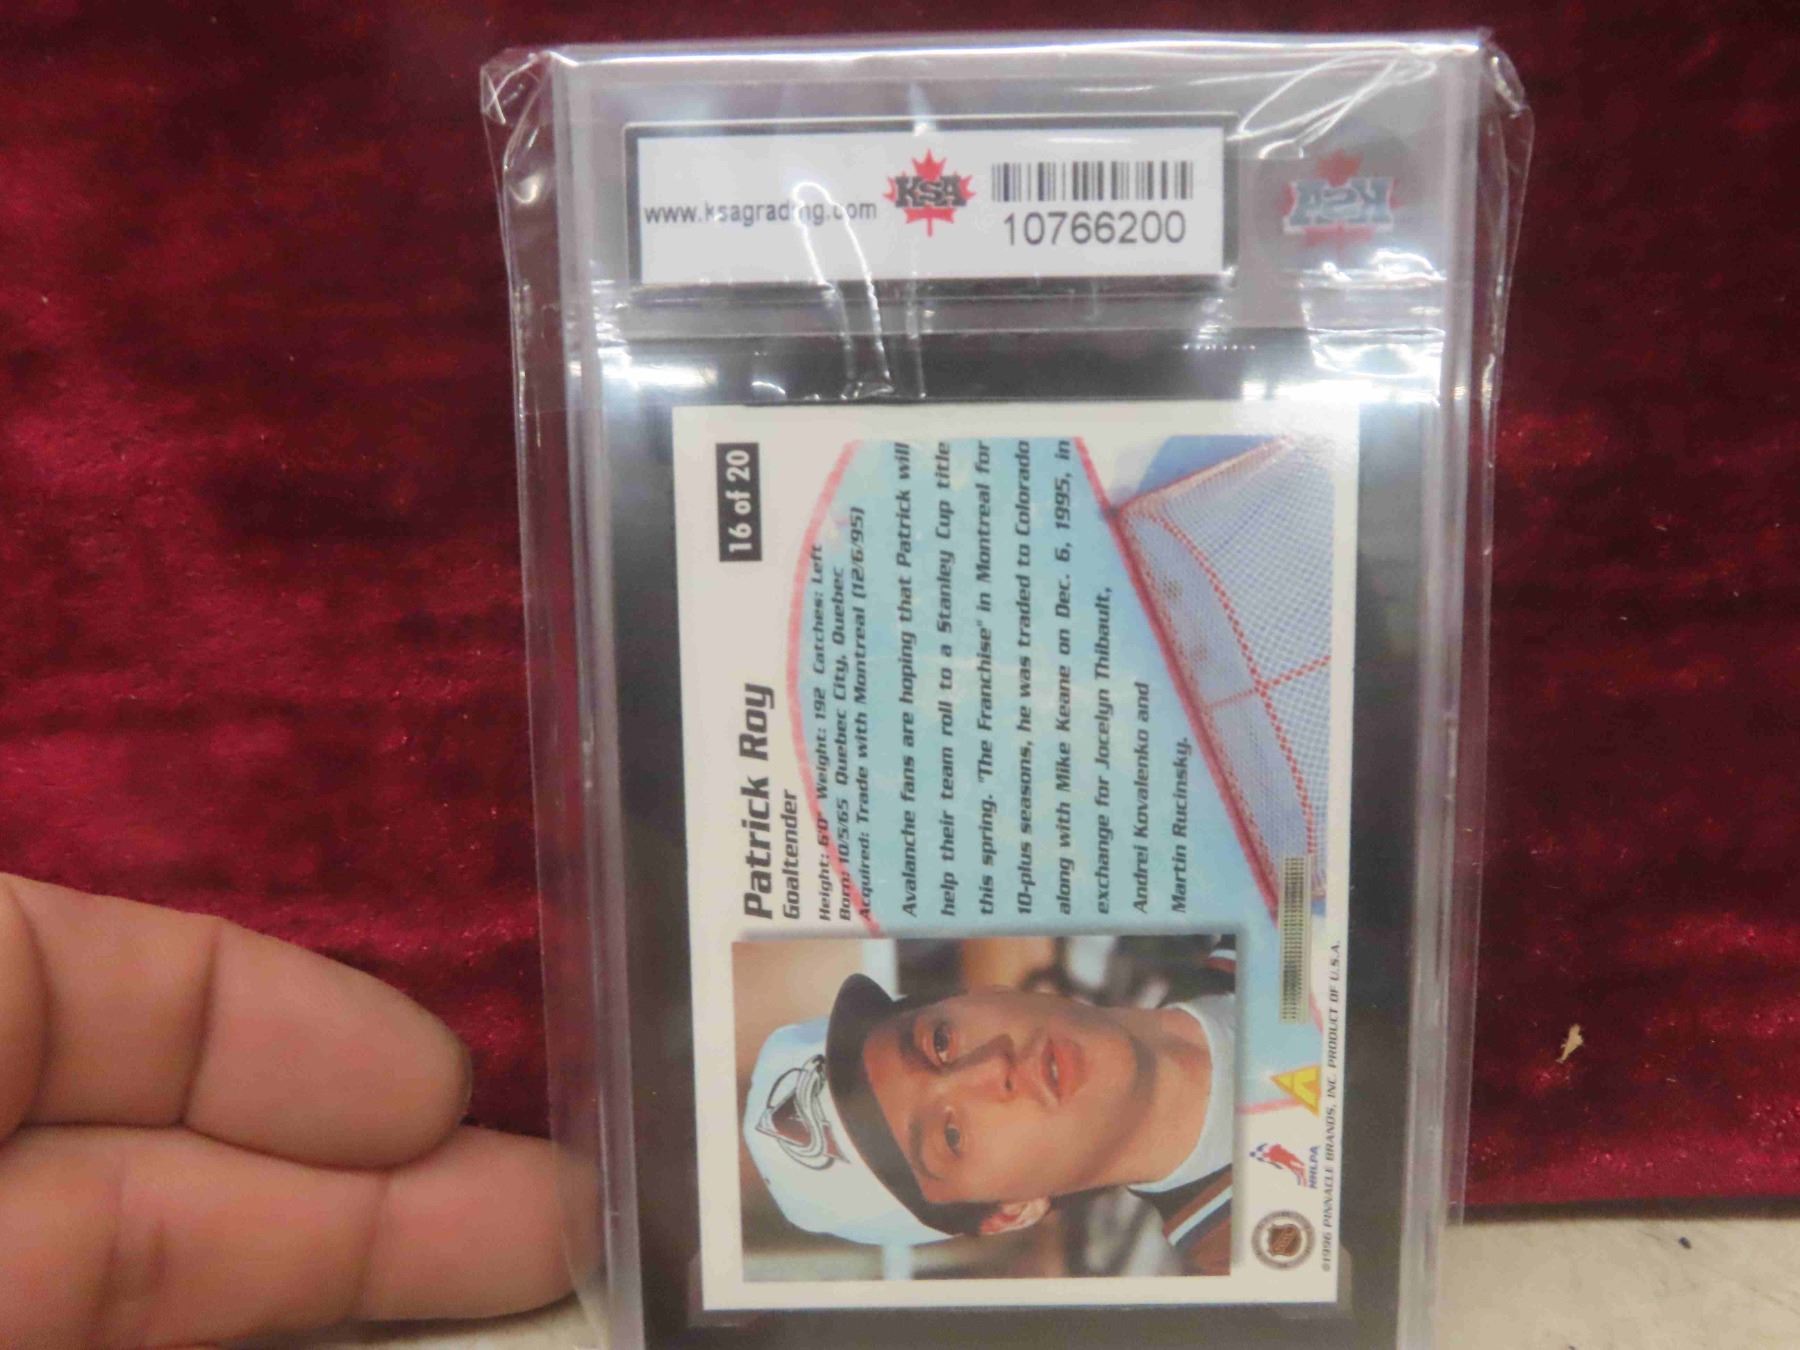 www.ksagrading.com
KSA
10766200
KSA
16 of 20
Patrick Roy
Goaltender
Height: 6'0" Weight: 192 Catches: Left
Born: 10/5/65 Quebec City, Quebec
Acquired: Trade with Montreal (12/6/95)
Avalanche fans are hoping that Patrick will
help their team roll to a Stanley Cup title
this spring. "The Franchise" in Montreal for
10-plus seasons, he was traded to Colorado
along with Mike Keane on Dec. 6, 1995, in
exchange for Jocelyn Thibault,
Andrei Kovalenko and
Martin Rucinsky.
NHLPA
©1996 PINNACLE BRANDS, INC. PRODUCT OF U.S.A.